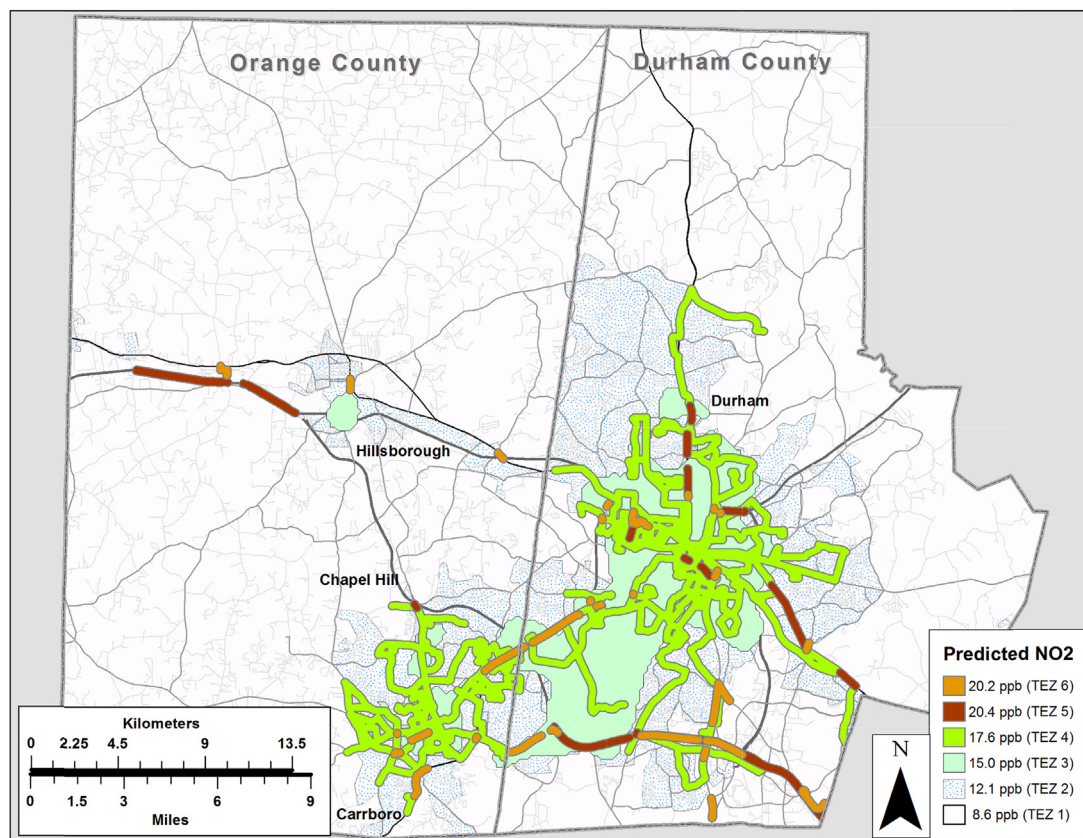 Orange County
Durham County
Durham
Hillsborough
Chapel Hill
Carrboro
Kilometers
0 2.25 4.5 9 13.5
0 1.5 3 6 9
Miles
N
Predicted NO2
20.2 ppb (TEZ 6)
20.4 ppb (TEZ 5)
17.6 ppb (TEZ 4)
15.0 ppb (TEZ 3)
12.1 ppb (TEZ 2)
8.6 ppb (TEZ 1)